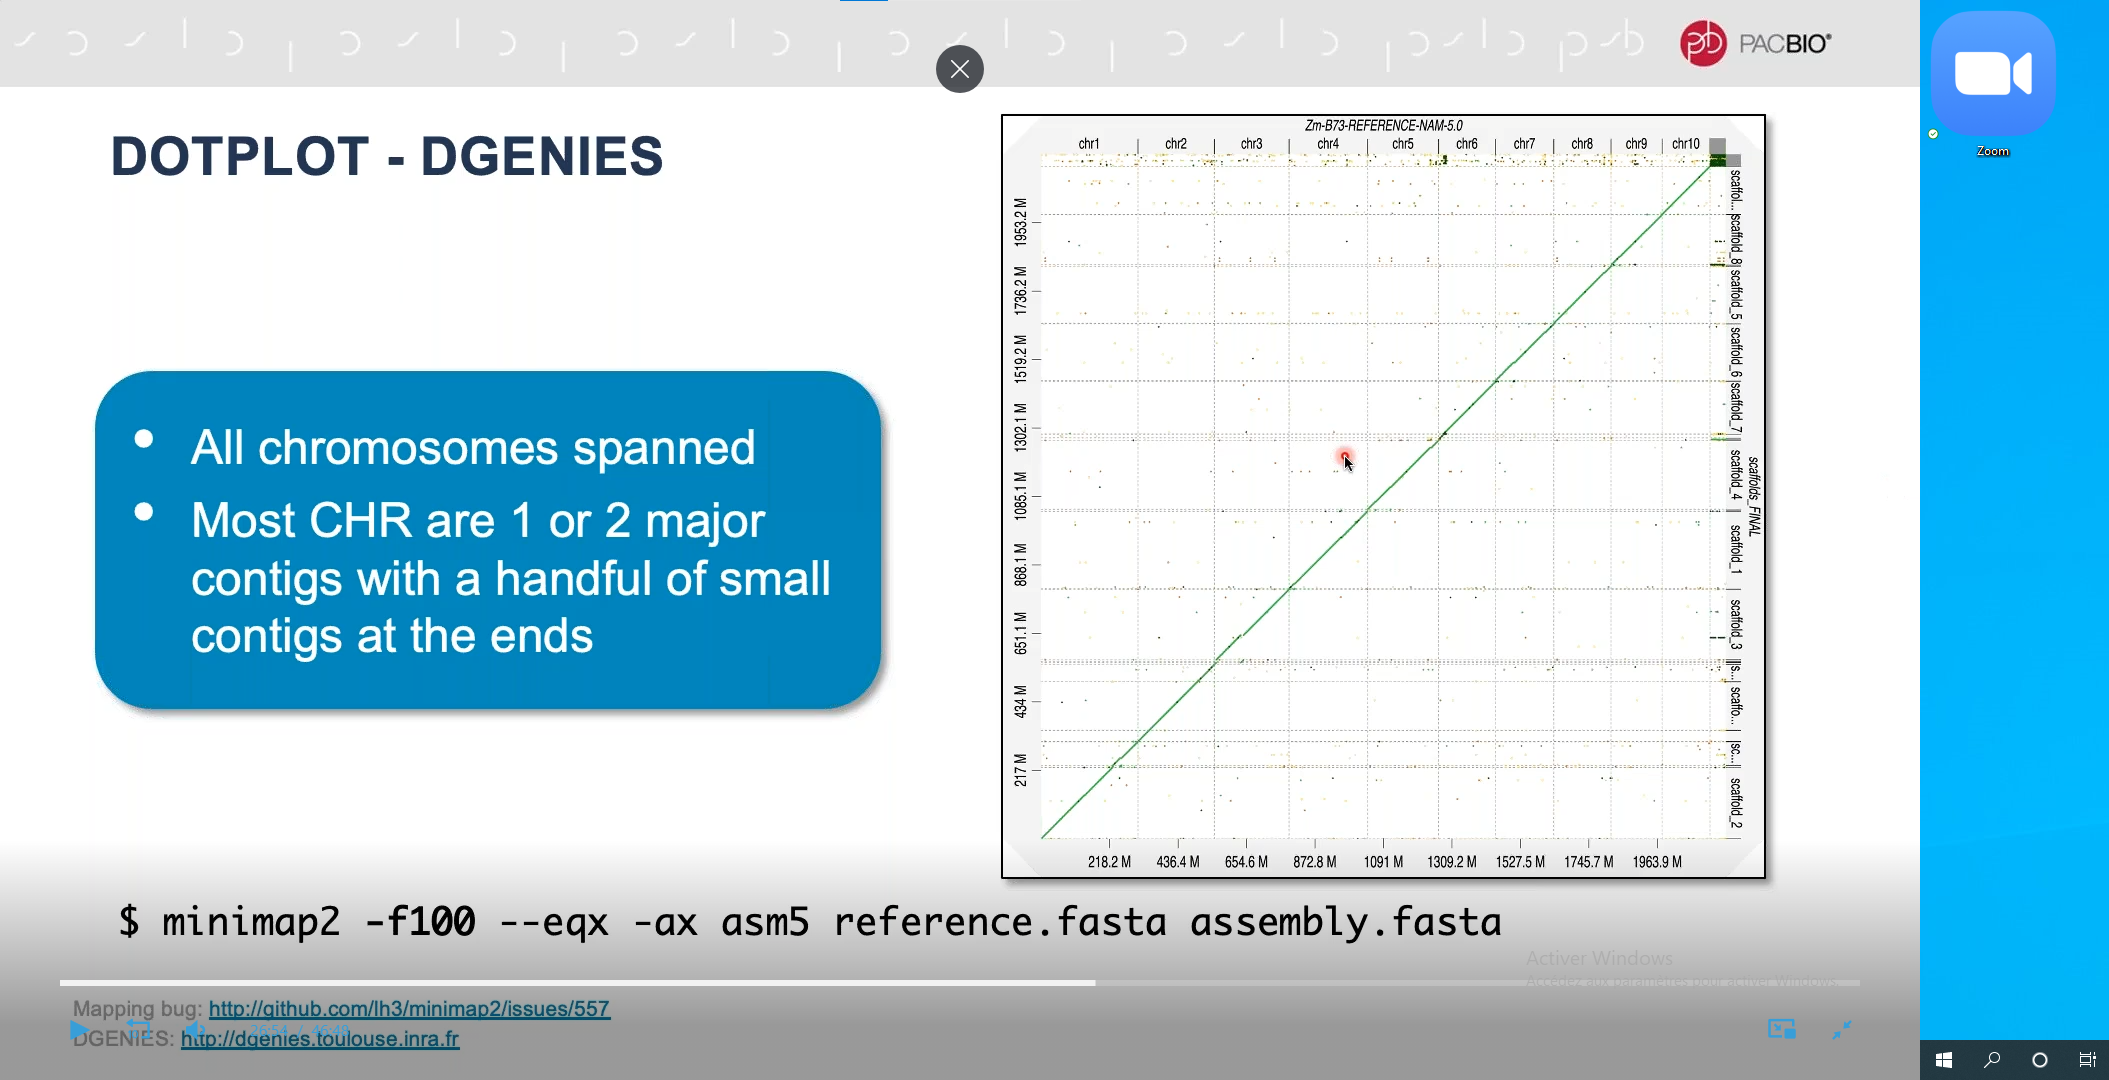 PACBIO®
Zoom
DOTPLOT - DGENIES
All chromosomes spanned
Most CHR are 1 or 2 major
contigs with a handful of small
contigs at the ends
Zm-B73-REFERENCE-NAM-5.0
chr1 chr2 chr3 chr4 chr5 chr6 chr7 chr8 chr9 chr10
1953.2 M
1736.2 M
1519.2 M
1302.1 M
1085.1 M
868.1 M
651.1 M
434 M
217 M
scaffol...
scaffold_8
scaffold_5
scaffold_6
scaffold_7
scaffold_4
scaffold_1
scaffold_3
s...
scaffo...
sc...
scaffold_2
scaffolds_FINAL
218.2 M 436.4 M 654.6 M 872.8 M 1091 M 1309.2 M 1527.5 M 1745.7 M 1963.9 M
$ minimap2 -f100 --eqx -ax asm5 reference.fasta assembly.fasta
Activer Windows
Accédez aux paramètres pour activer Windows.
Mapping bug: http://github.com/lh3/minimap2/issues/557
26:54 / 46:48
DGENIES: http://dgenies.toulouse.inra.fr